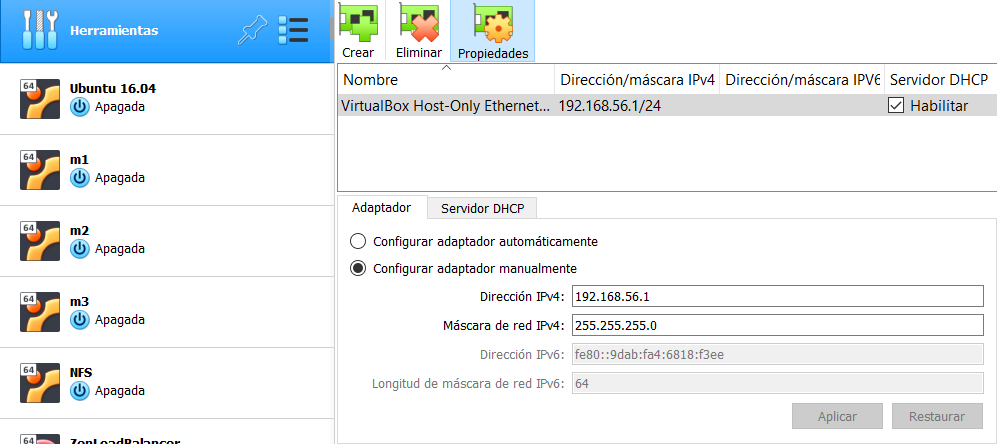 Herramientas
64
Ubuntu 16.04
Apagada
64
m1
Apagada
64
m2
Apagada
64
m3
Apagada
64
NFS
Apagada
64
ZenLoadBalancer
Crear Eliminar Propiedades
Nombre Dirección/máscara IPv4 Dirección/máscara IPV6 Servidor DHCP
VirtualBox Host-Only Ethernet... 192.168.56.1/24 Habilitar
Adaptador Servidor DHCP
Configurar adaptador automáticamente
Configurar adaptador manualmente
Dirección IPv4: 192.168.56.1
Máscara de red IPv4: 255.255.255.0
Dirección IPv6: fe80::9dab:fa4:6818:f3ee
Longitud de máscara de red IPv6: 64
Aplicar Restaurar